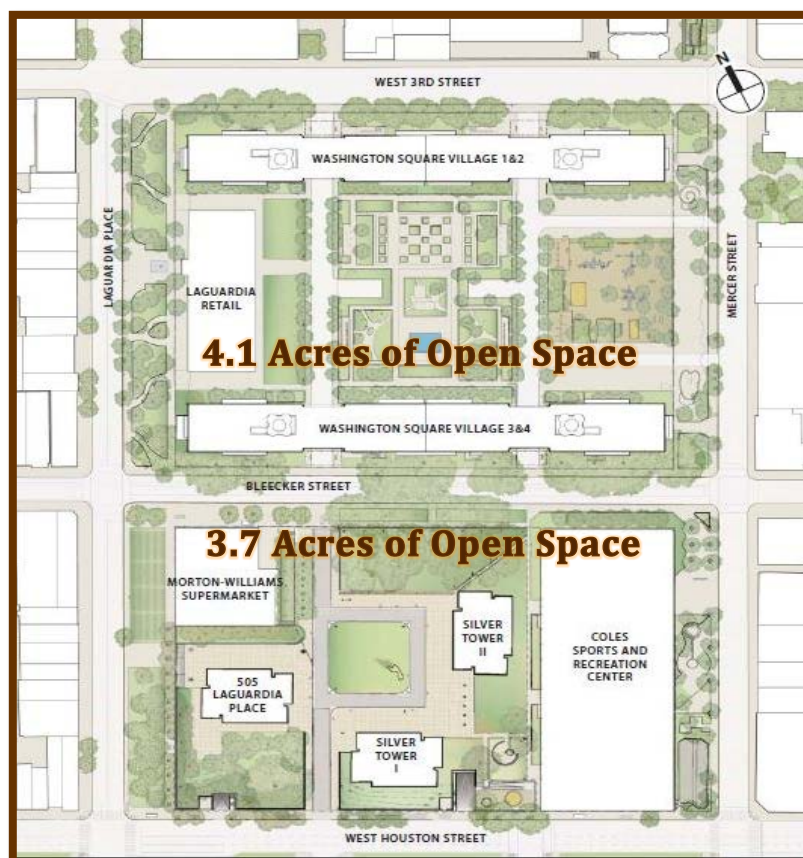 N
WEST 3RD STREET
WASHINGTON SQUARE VILLAGE 1&2
LAGUARDIA PLACE
MERCER STREET
LAGUARDIA
RETAIL
4.1 Acres of Open Space
WASHINGTON SQUARE VILLAGE 3&4
BLEECKER STREET
3.7 Acres of Open Space
MORTON-WILLIAMS
SUPERMARKET
SILVER
TOWER
II
COLES
SPORTS AND
RECREATION
CENTER
505
LAGUARDIA
PLACE
SILVER
TOWER
I
WEST HOUSTON STREET